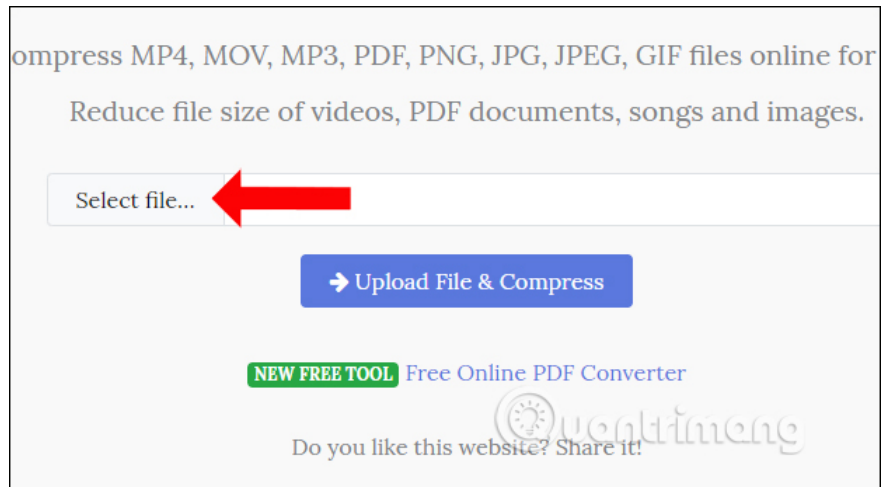 ompress MP4, MOV, MP3, PDF, PNG, JPG, JPEG, GIF files online for
Reduce file size of videos, PDF documents, songs and images.
Select file...
Upload File & Compress
NEW FREE TOOL Free Online PDF Converter
Quantrimang
Do you like this website? Share it!